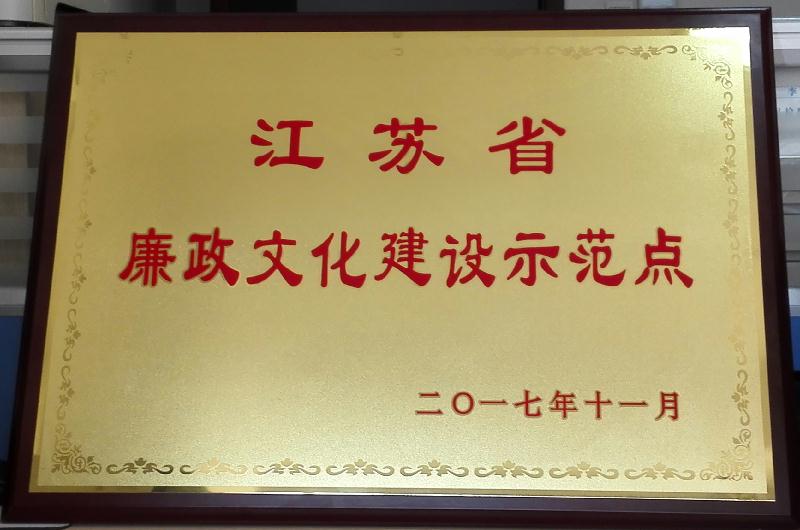 江苏省
廉政文化建设示范点
二〇一七年十一月